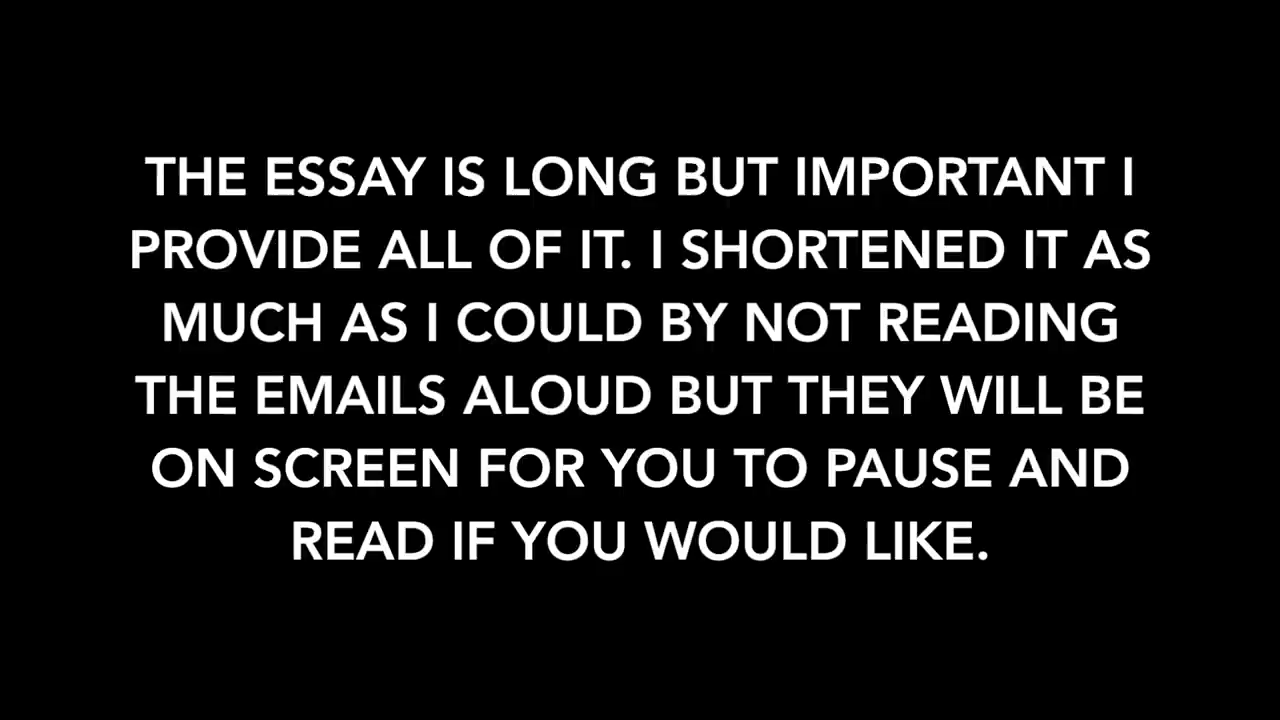 THE ESSAY IS LONG BUT IMPORTANT I
PROVIDE ALL OF IT. I SHORTENED IT AS
MUCH AS I COULD BY NOT READING
THE EMAILS ALOUD BUT THEY WILL BE
ON SCREEN FOR YOU TO PAUSE AND
READ IF YOU WOULD LIKE.